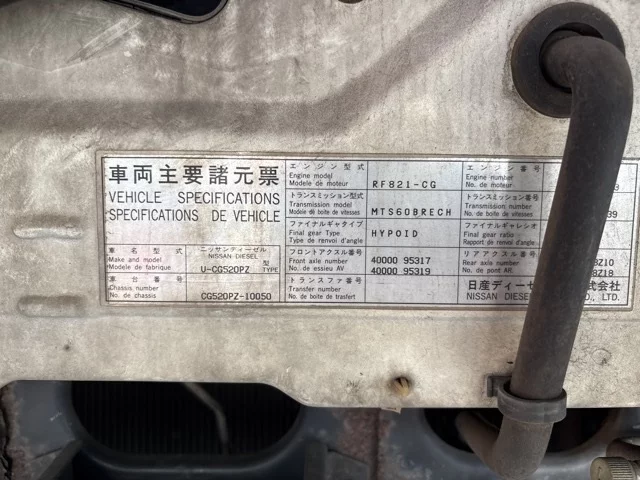 車両主要諸元票
VEHICLE SPECIFICATIONS
SPECIFICATIONS DE VEHICLE
車名型式
Make and model
Modele de fabrique
ニッサンディーゼル
NISSAN DIESEL
U-CG520PZ
型
TYPE
車台番号
Chassis number
No. de chassis
CG520PZ-10050
エンジン型式
Engine model
Modele de moteur
RF821-CG
トランスミッション型式
Transmission model
Modele de boite de vitesses
MTS60BRECH
ファイナルギャタイプ
Final gear Type
Type de renvoi d'angle
HYPOID
フロントアクスル番号
Front axle number
No. de essieu AV
40000 95317
40000 95319
トランスファ番号
Transfer number
No. de boite de trasfert
エンジン番号
Engine number
No. de moteur
トランスミッション番号
Transmission number
No. de boite de vitesses
ファイナルギャレシオ
Final gear ratio
Rapport de renvoi d'angle
リアアクスル
Rear axle number
No. de pont AR.
日産ディーゼ
株式会社
NISSAN DIESEL
CO., LTD.